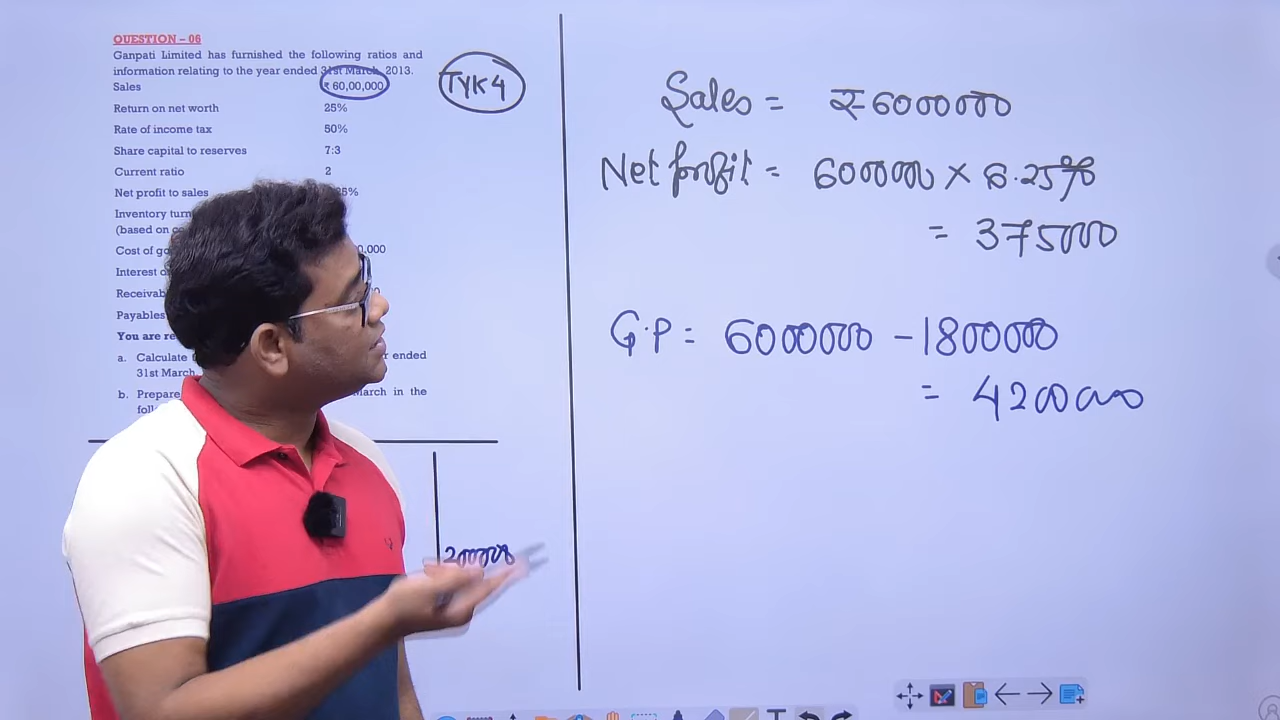 QUESTION – 06
Ganpati Limited has furnished the following ratios and
information relating to the year ended 31st March, 2013.
Sales ₹ 60,00,000
Return on net worth 25%
Rate of income tax 50%
Share capital to reserves 7:3
Current ratio 2
Net profit to sales
Inventory
(based on
Cost of
Interest
Payables
You are
a. Calculate ended
31st March,
b. Prepare March in the
TYK 4
200000
Sales = ₹ 6000000
Net profit = 6000000 × 6.25%
= 375000
G.P = 6000000 - 1800000
= 4200000